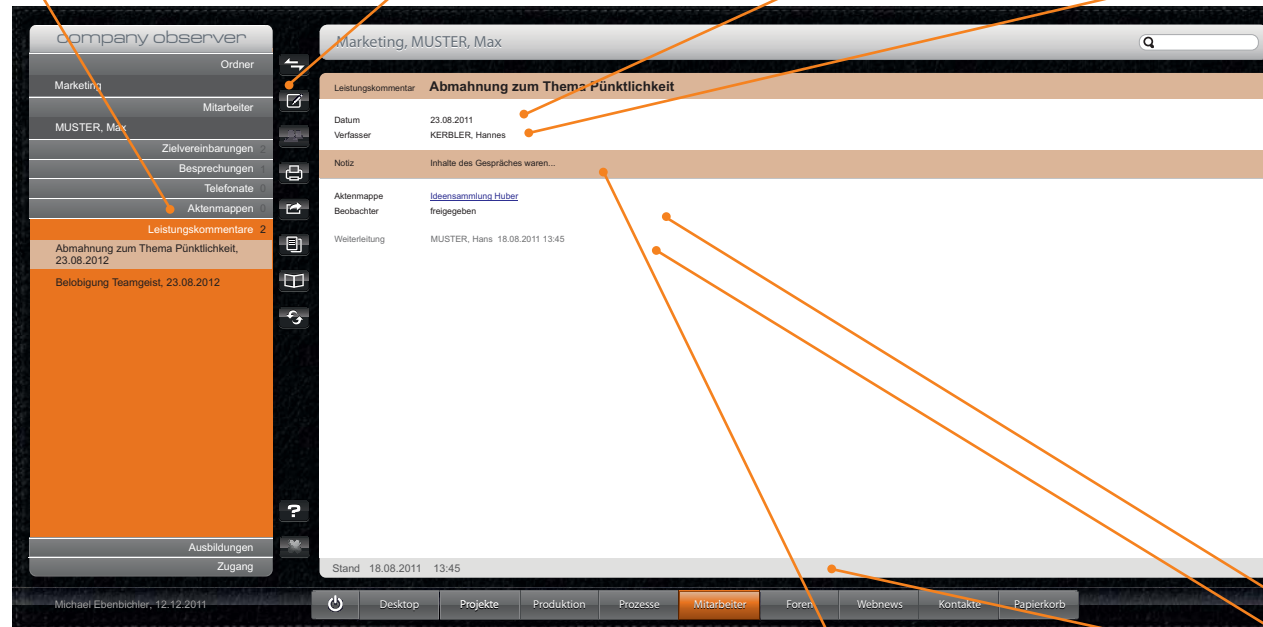 company observer
Ordner
Marketing
Mitarbeiter
MUSTER, Max
Zielvereinbarungen 2
Besprechungen 1
Telefonate 0
Aktenmappen 0
Leistungskommentare 2
Abmahnung zum Thema Pünktlichkeit,
23.08.2012
Belobigung Teamgeist, 23.08.2012
Ausbildungen
Zugang
Marketing, MUSTER, Max
Leistungskommentar Abmahnung zum Thema Pünktlichkeit
Datum 23.08.2011
Verfasser KERBLER, Hannes
Notiz Inhalte des Gespräches waren...
Aktenmappe Ideensammlung Huber
Beobachter freigegeben
Weiterleitung MUSTER, Hans 18.08.2011 13:45
?
Stand 18.08.2011 13:45
Michael Ebenbichler, 12.12.2011
Desktop Projekte Produktion Prozesse Mitarbeiter Foren Webnews Kontakte Papierkorb